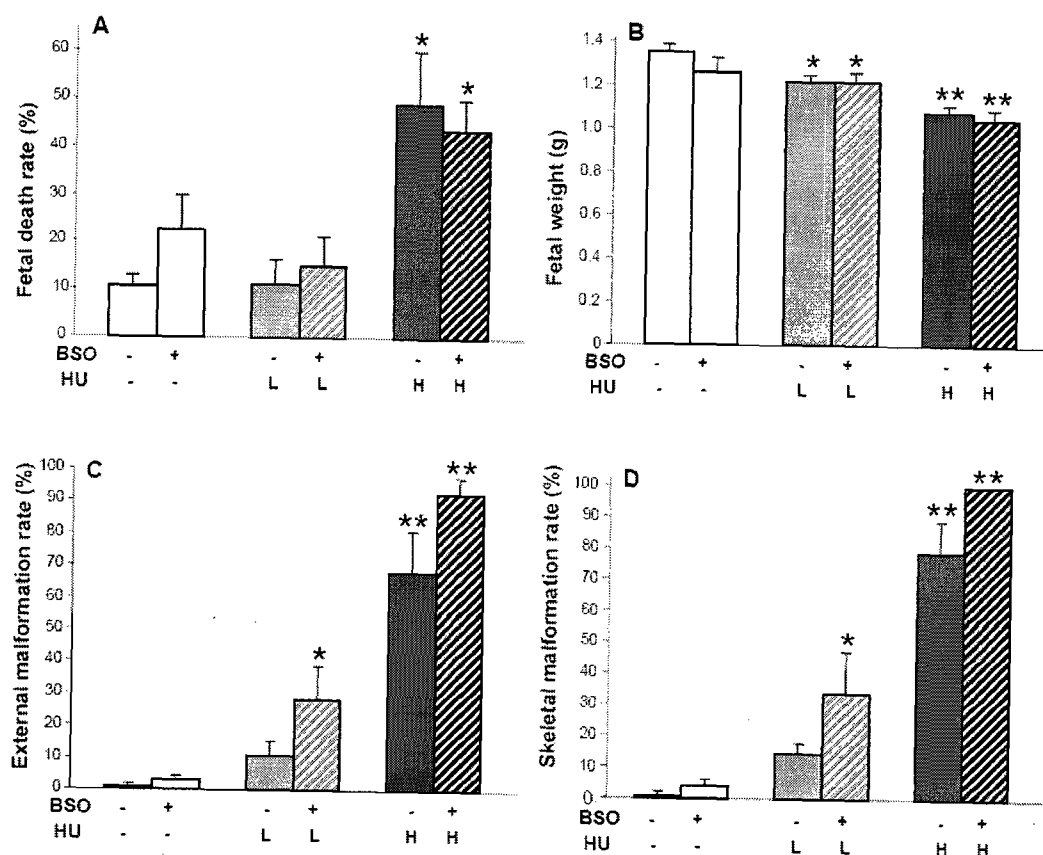 A
Fetal death rate (%)
60
50
40
30
20
10
0
*
*
BSO - + - + - +
HU - - L L H H
B
Fetal weight (g)
1.4
1.2
1.0
0.8
0.6
0.4
0.2
0
* *
** **
BSO - + - + - +
HU - - L L H H
C
External malformation rate (%)
100
90
80
70
60
50
40
30
20
10
0
*
**
**
BSO - + - + - +
HU - - L L H H
D
Skeletal malformation rate (%)
100
90
80
70
60
50
40
30
20
10
0
*
**
**
BSO - + - + - +
HU - - L L H H